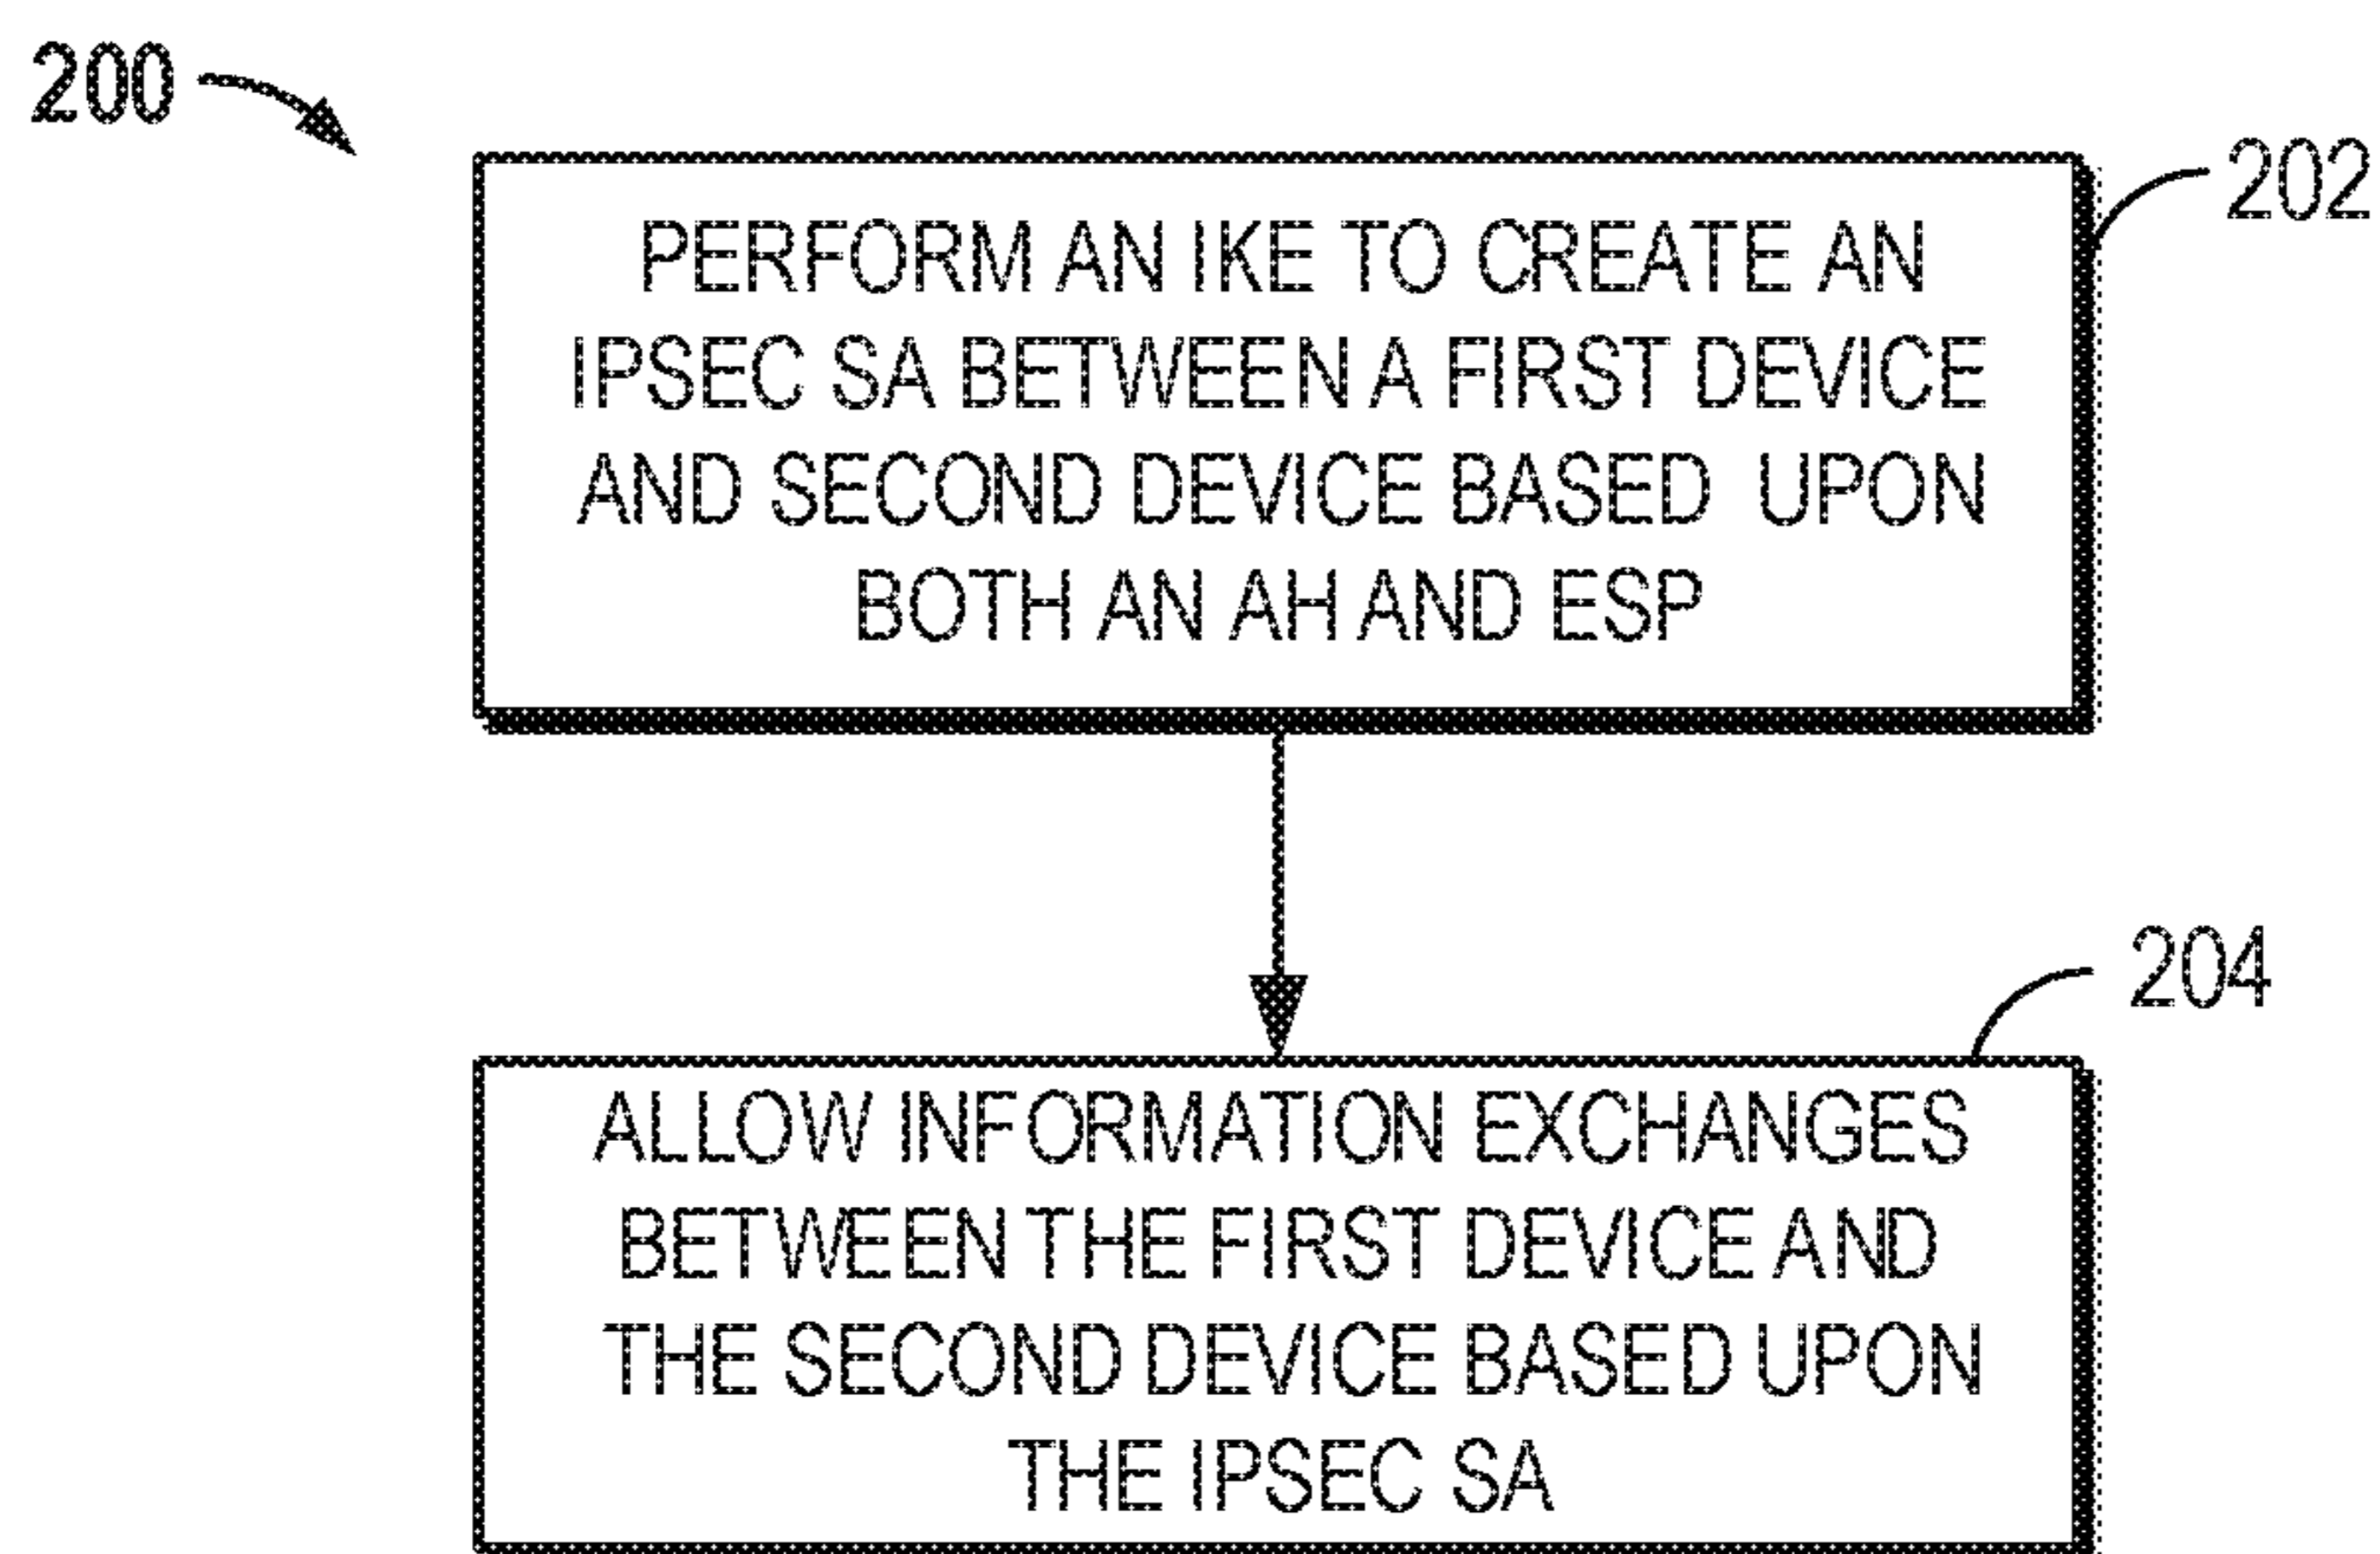 200
202
PERFORM AN IKE TO CREATE AN
IPSEC SA BETWEEN A FIRST DEVICE
AND SECOND DEVICE BASED UPON
BOTH AN AH AND ESP
204
ALLOW INFORMATION EXCHANGES
BETWEEN THE FIRST DEVICE AND
THE SECOND DEVICE BASED UPON
THE IPSEC SA